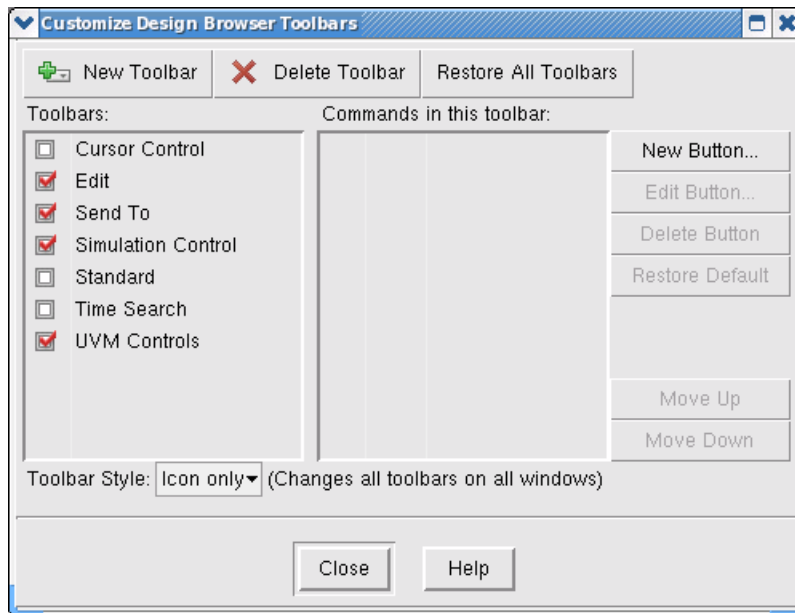 Customize Design Browser Toolbars
New Toolbar Delete Toolbar Restore All Toolbars
Toolbars: Commands in this toolbar:
Cursor Control New Button...
Edit Edit Button...
Send To
Simulation Control Delete Button
Standard Restore Default
Time Search
UVM Controls
Move Up
Move Down
Toolbar Style: Icon only (Changes all toolbars on all windows)
Close Help